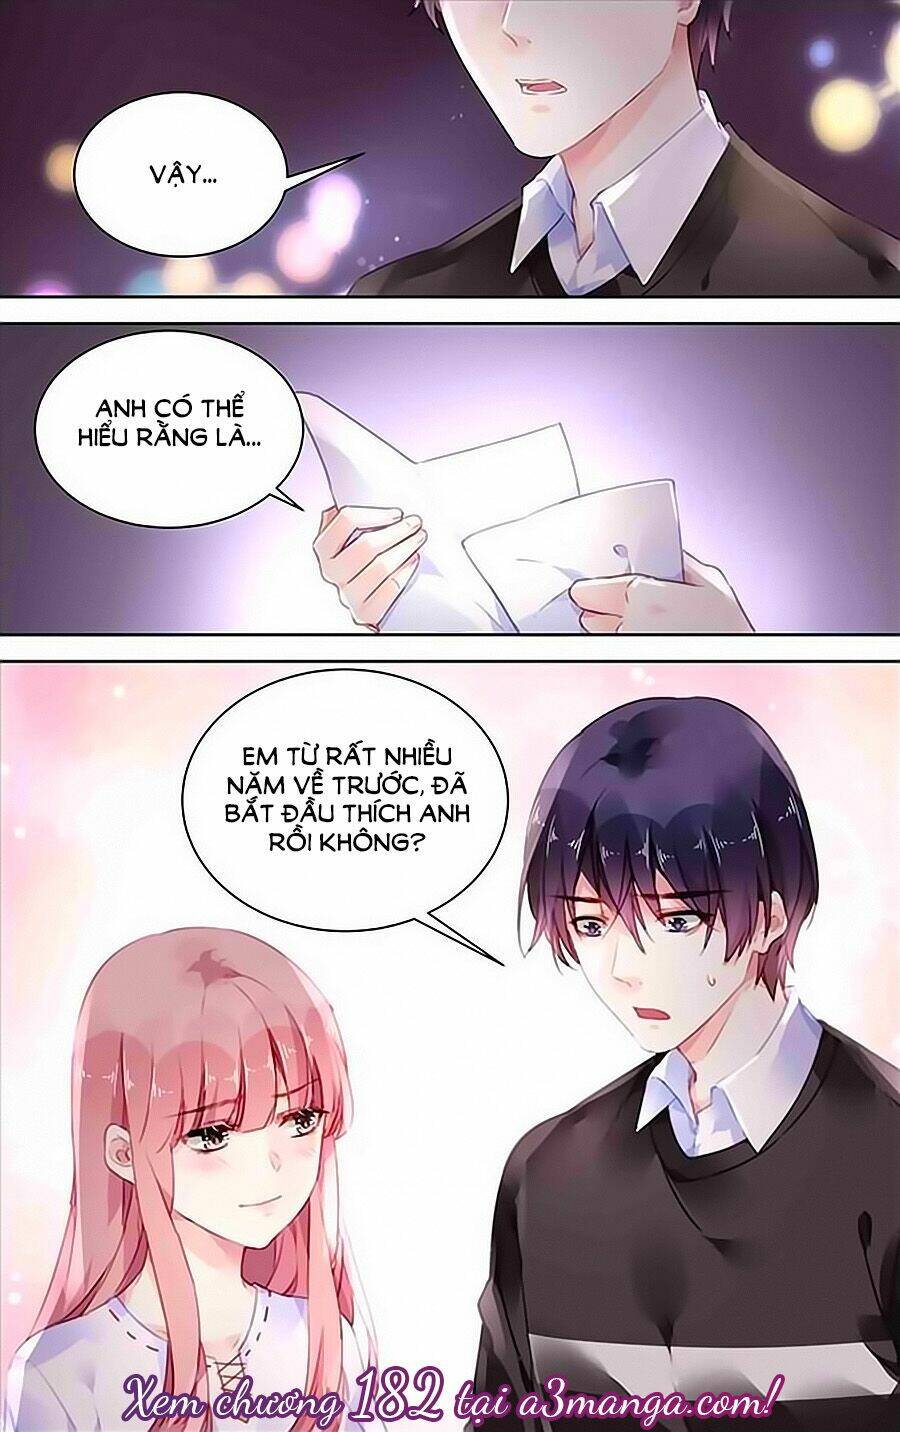 VẬY...
ANH CÓ THỂ
HIỂU RẰNG LÀ...
EM TỪ RẤT NHIỀU
NĂM VỀ TRƯỚC, ĐÃ
BẮT ĐẦU THÍCH ANH
RỒI KHÔNG?
Xem chương 182 tại a3manga.com!